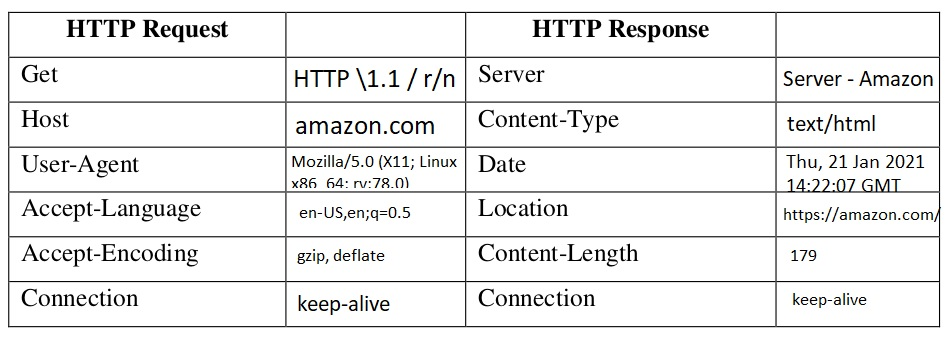 HTTP Request HTTP Response
Get HTTP \1.1 / r/n Server Server - Amazon
Host amazon.com Content-Type text/html
User-Agent Mozilla/5.0 (X11; Linux x86_64; rv:78.0) Date Thu, 21 Jan 2021 14:22:07 GMT
Accept-Language en-US,en;q=0.5 Location https://amazon.com/
Accept-Encoding gzip, deflate Content-Length 179
Connection keep-alive Connection keep-alive